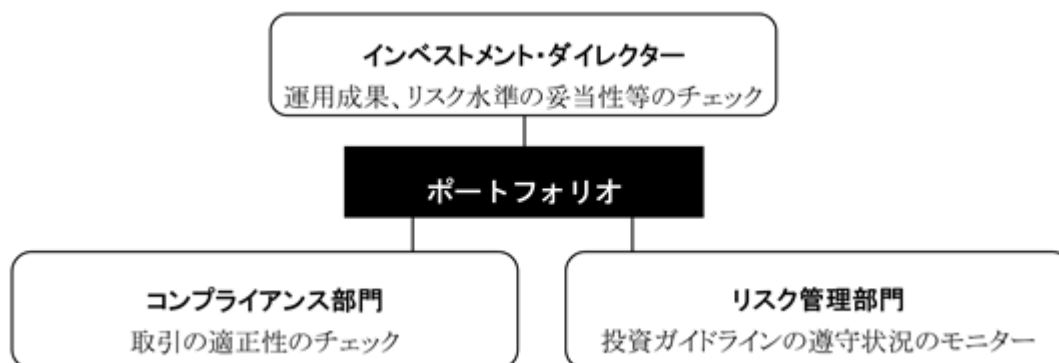 インベストメント・ダイレクター
運用成果、リスク水準の妥当性等のチェック
ポートフォリオ
コンプライアンス部門
取引の適正性のチェック
リスク管理部門
投資ガイドラインの遵守状況のモニター